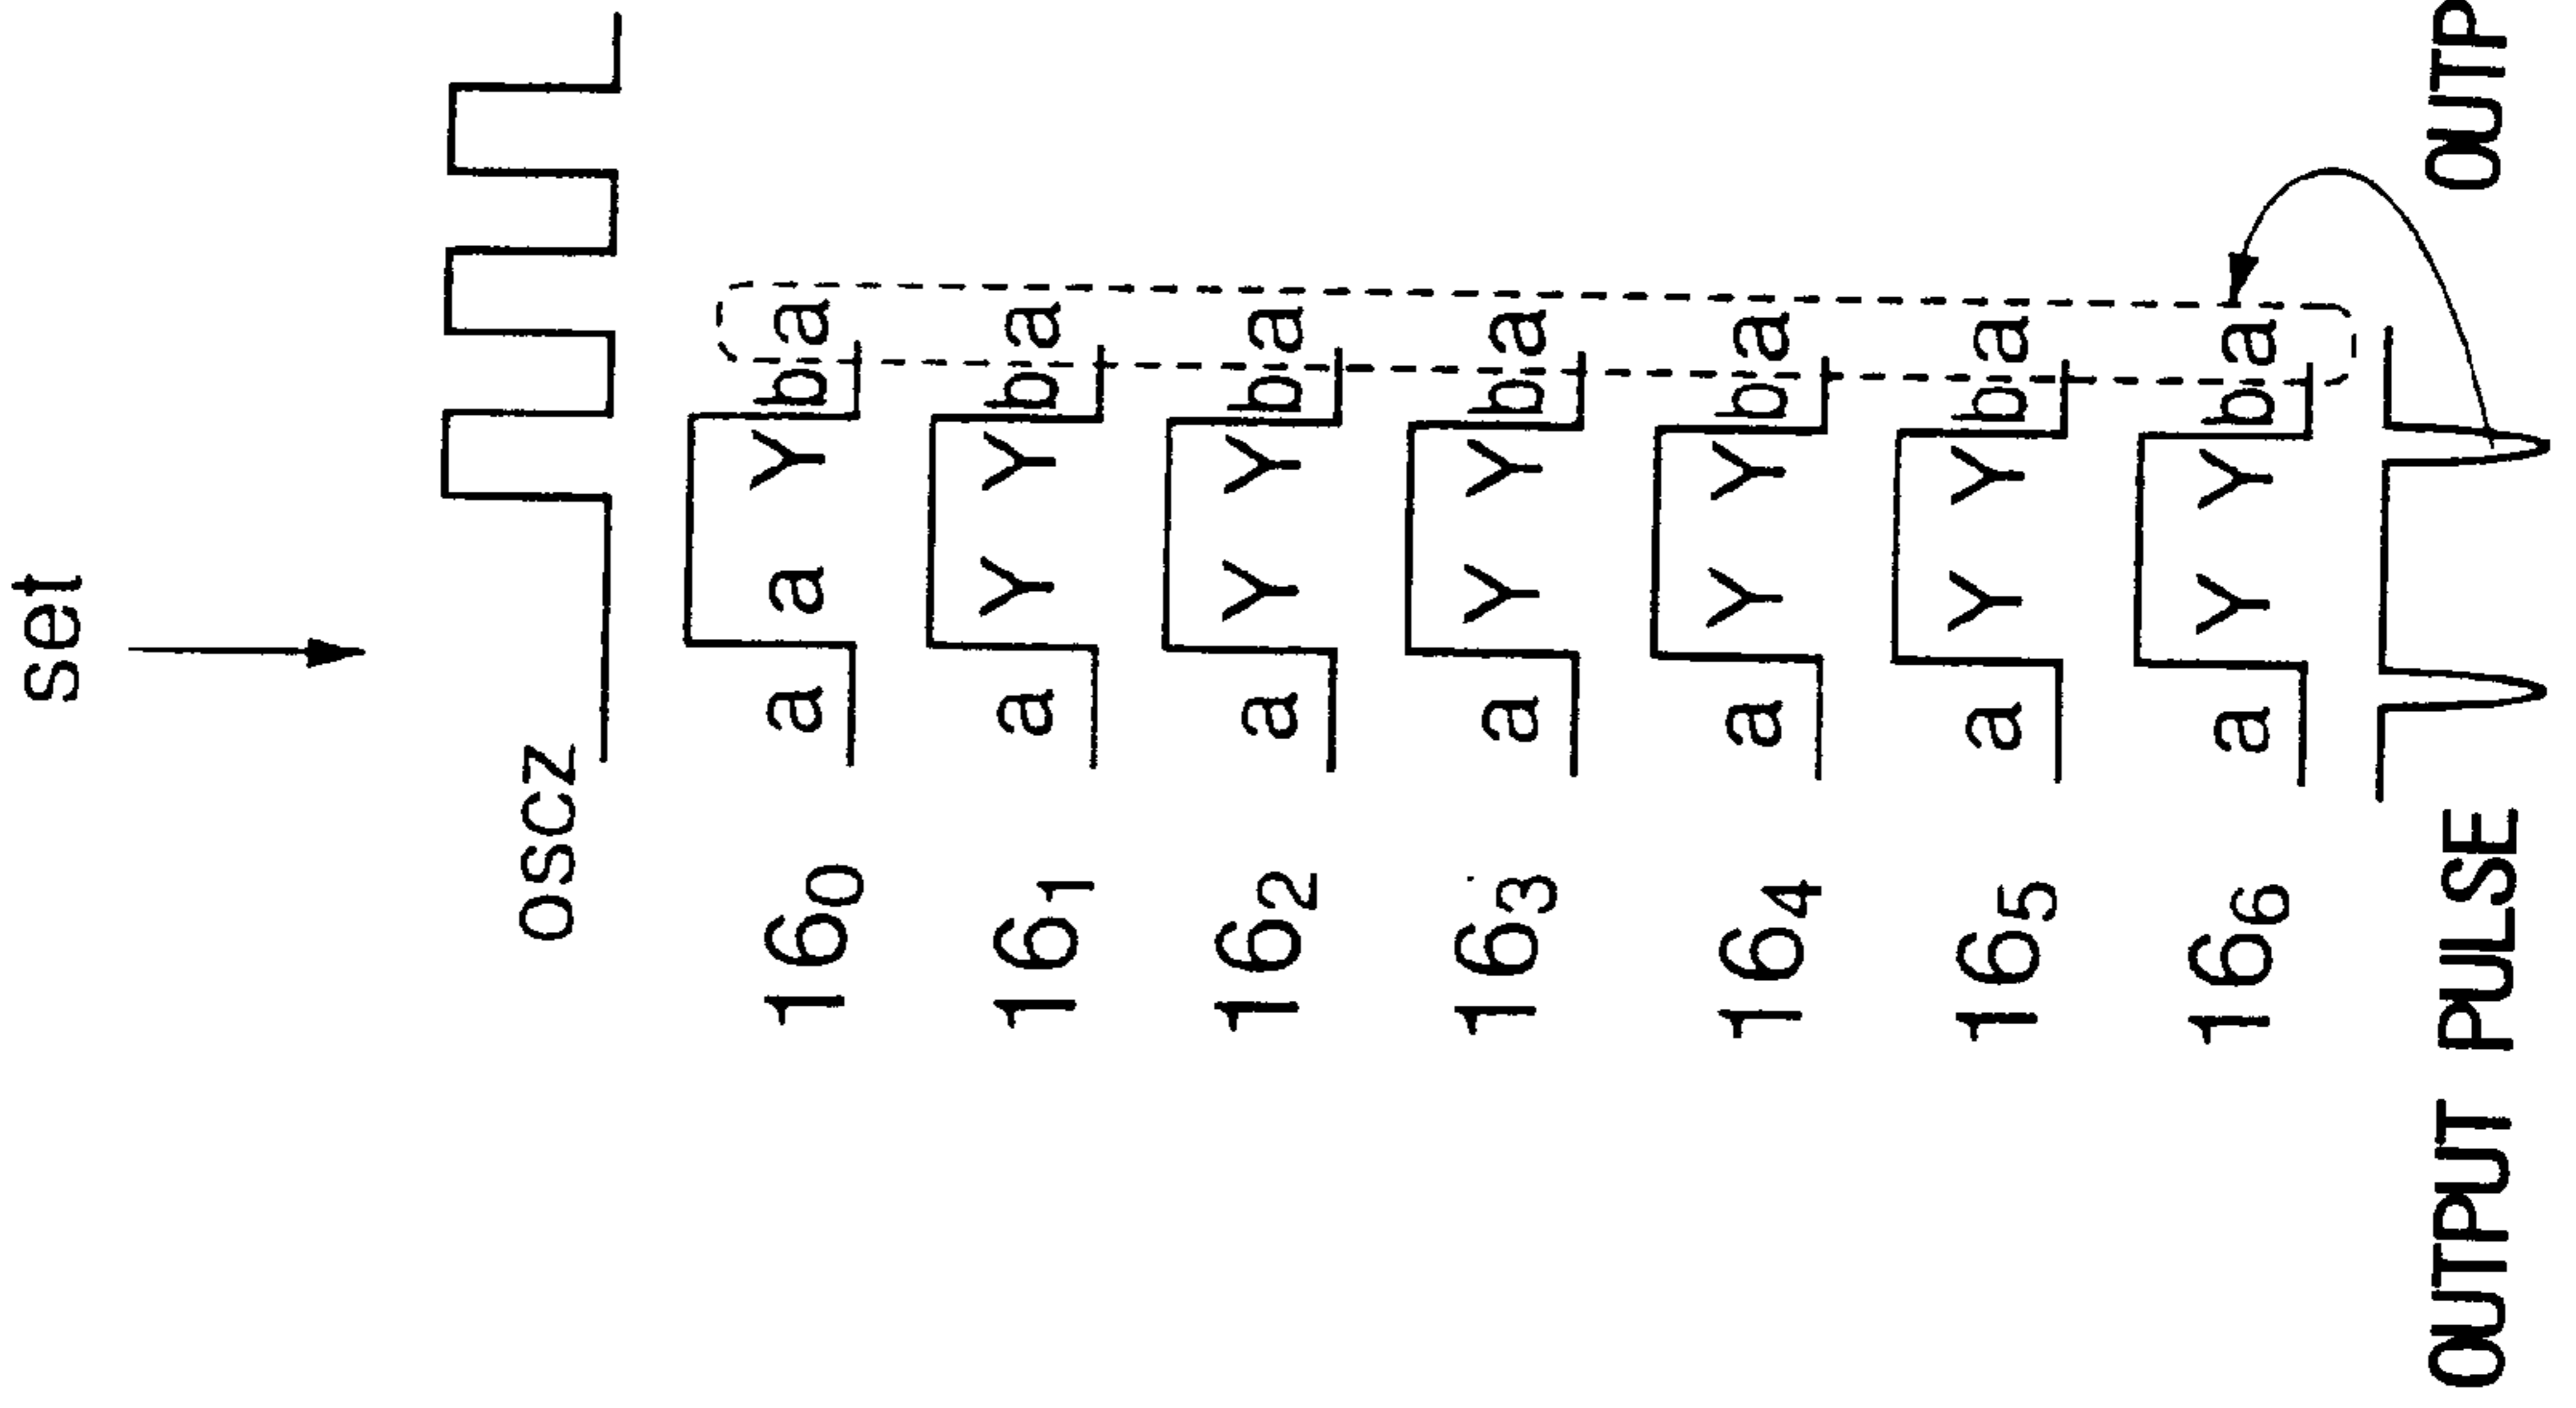 set
oscz
16₀ a a Y b a
16₁ a Y Y b a
16₂ a Y Y b a
16₃ a Y Y b a
16₄ a Y Y b a
16₅ a Y Y b a
16₆ a Y Y b a
OUTPUT PULSE OUTP